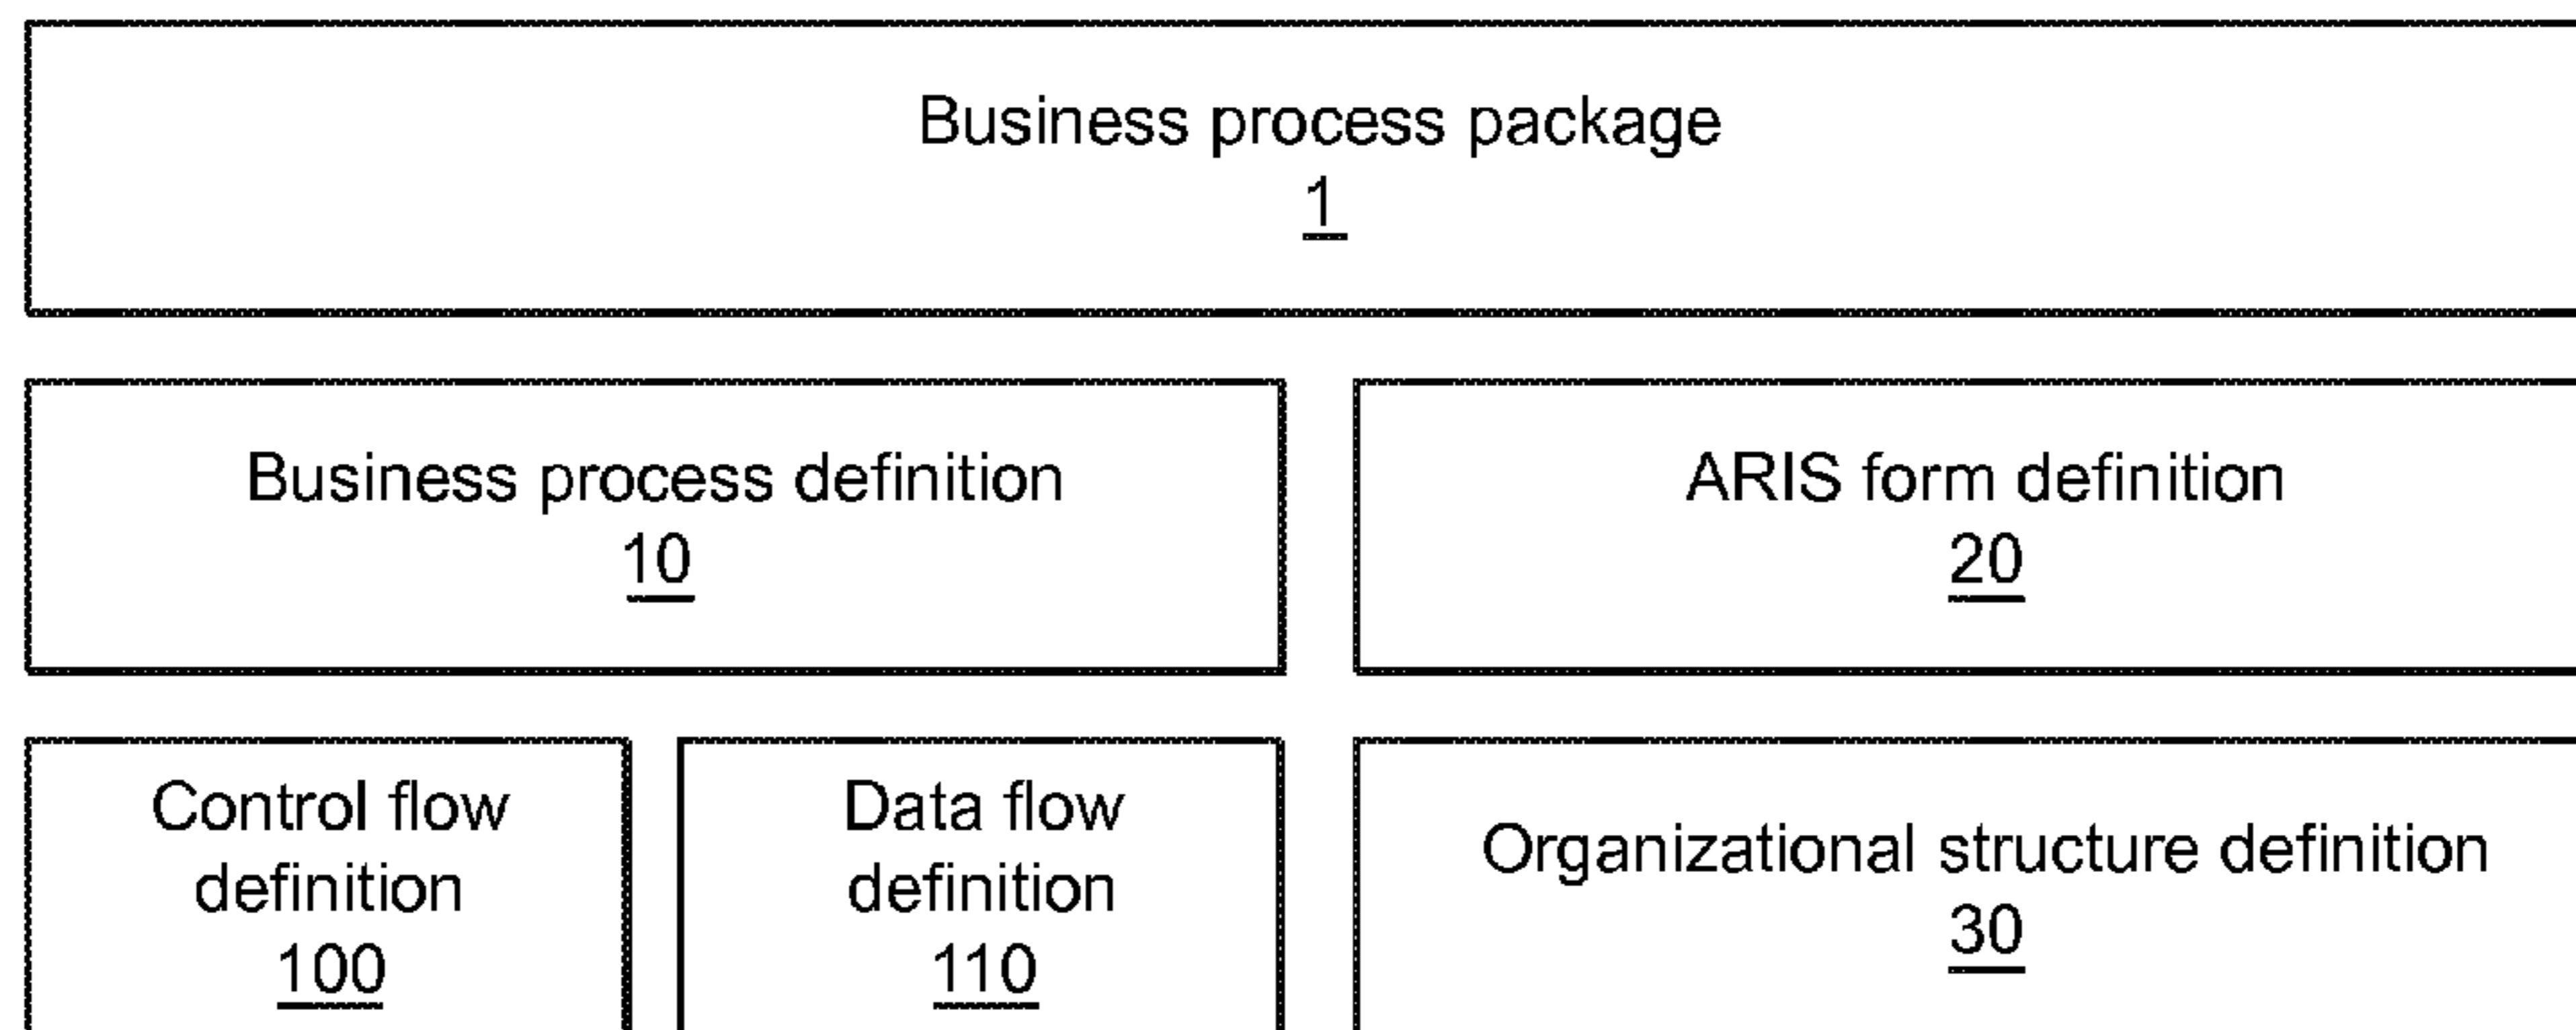 Business process package
1
Business process definition
10
ARIS form definition
20
Control flow
definition
100
Data flow
definition
110
Organizational structure definition
30